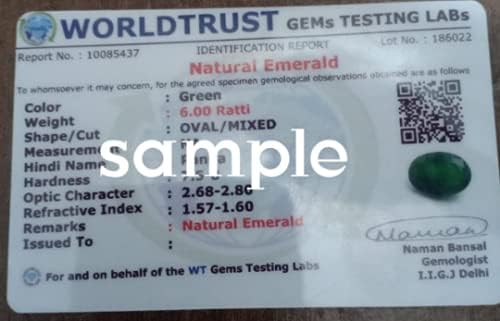 WORLDTRUST GEMs TESTING LABs
IDENTIFICATION REPORT
Report No. : 10085437 Lot No. : 186022
Natural Emerald
To whomsoever it may concern, for the agreed specimen gemological observations obtained are as follows
Color : Green
Weight : 6.00 Ratti
Shape/Cut : OVAL/MIXED
Measurement :
Hindi Name :
Hardness :
sample
Optic Character : 2.68-2.80
Refractive Index : 1.57-1.60
Remarks : Natural Emerald
Issued To :
Naman
Naman Bansal
Gemologist
I.I.G.J Delhi
For and on behalf of the WT Gems Testing Labs